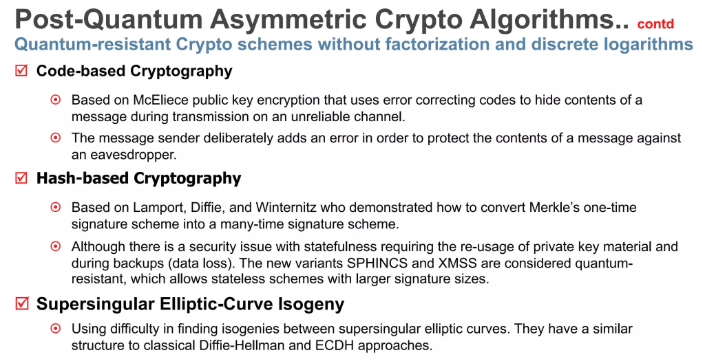 Post-Quantum Asymmetric Crypto Algorithms.. contd
Quantum-resistant Crypto schemes without factorization and discrete logarithms
Code-based Cryptography
Based on McEliece public key encryption that uses error correcting codes to hide contents of a
message during transmission on an unreliable channel.
The message sender deliberately adds an error in order to protect the contents of a message against
an eavesdropper.
Hash-based Cryptography
Based on Lamport, Diffie, and Winternitz who demonstrated how to convert Merkle's one-time
signature scheme into a many-time signature scheme.
Although there is a security issue with statefulness requiring the re-usage of private key material and
during backups (data loss). The new variants SPHINCS and XMSS are considered quantum-
resistant, which allows stateless schemes with larger signature sizes.
Supersingular Elliptic-Curve Isogeny
Using difficulty in finding isogenies between supersingular elliptic curves. They have a similar
structure to classical Diffie-Hellman and ECDH approaches.